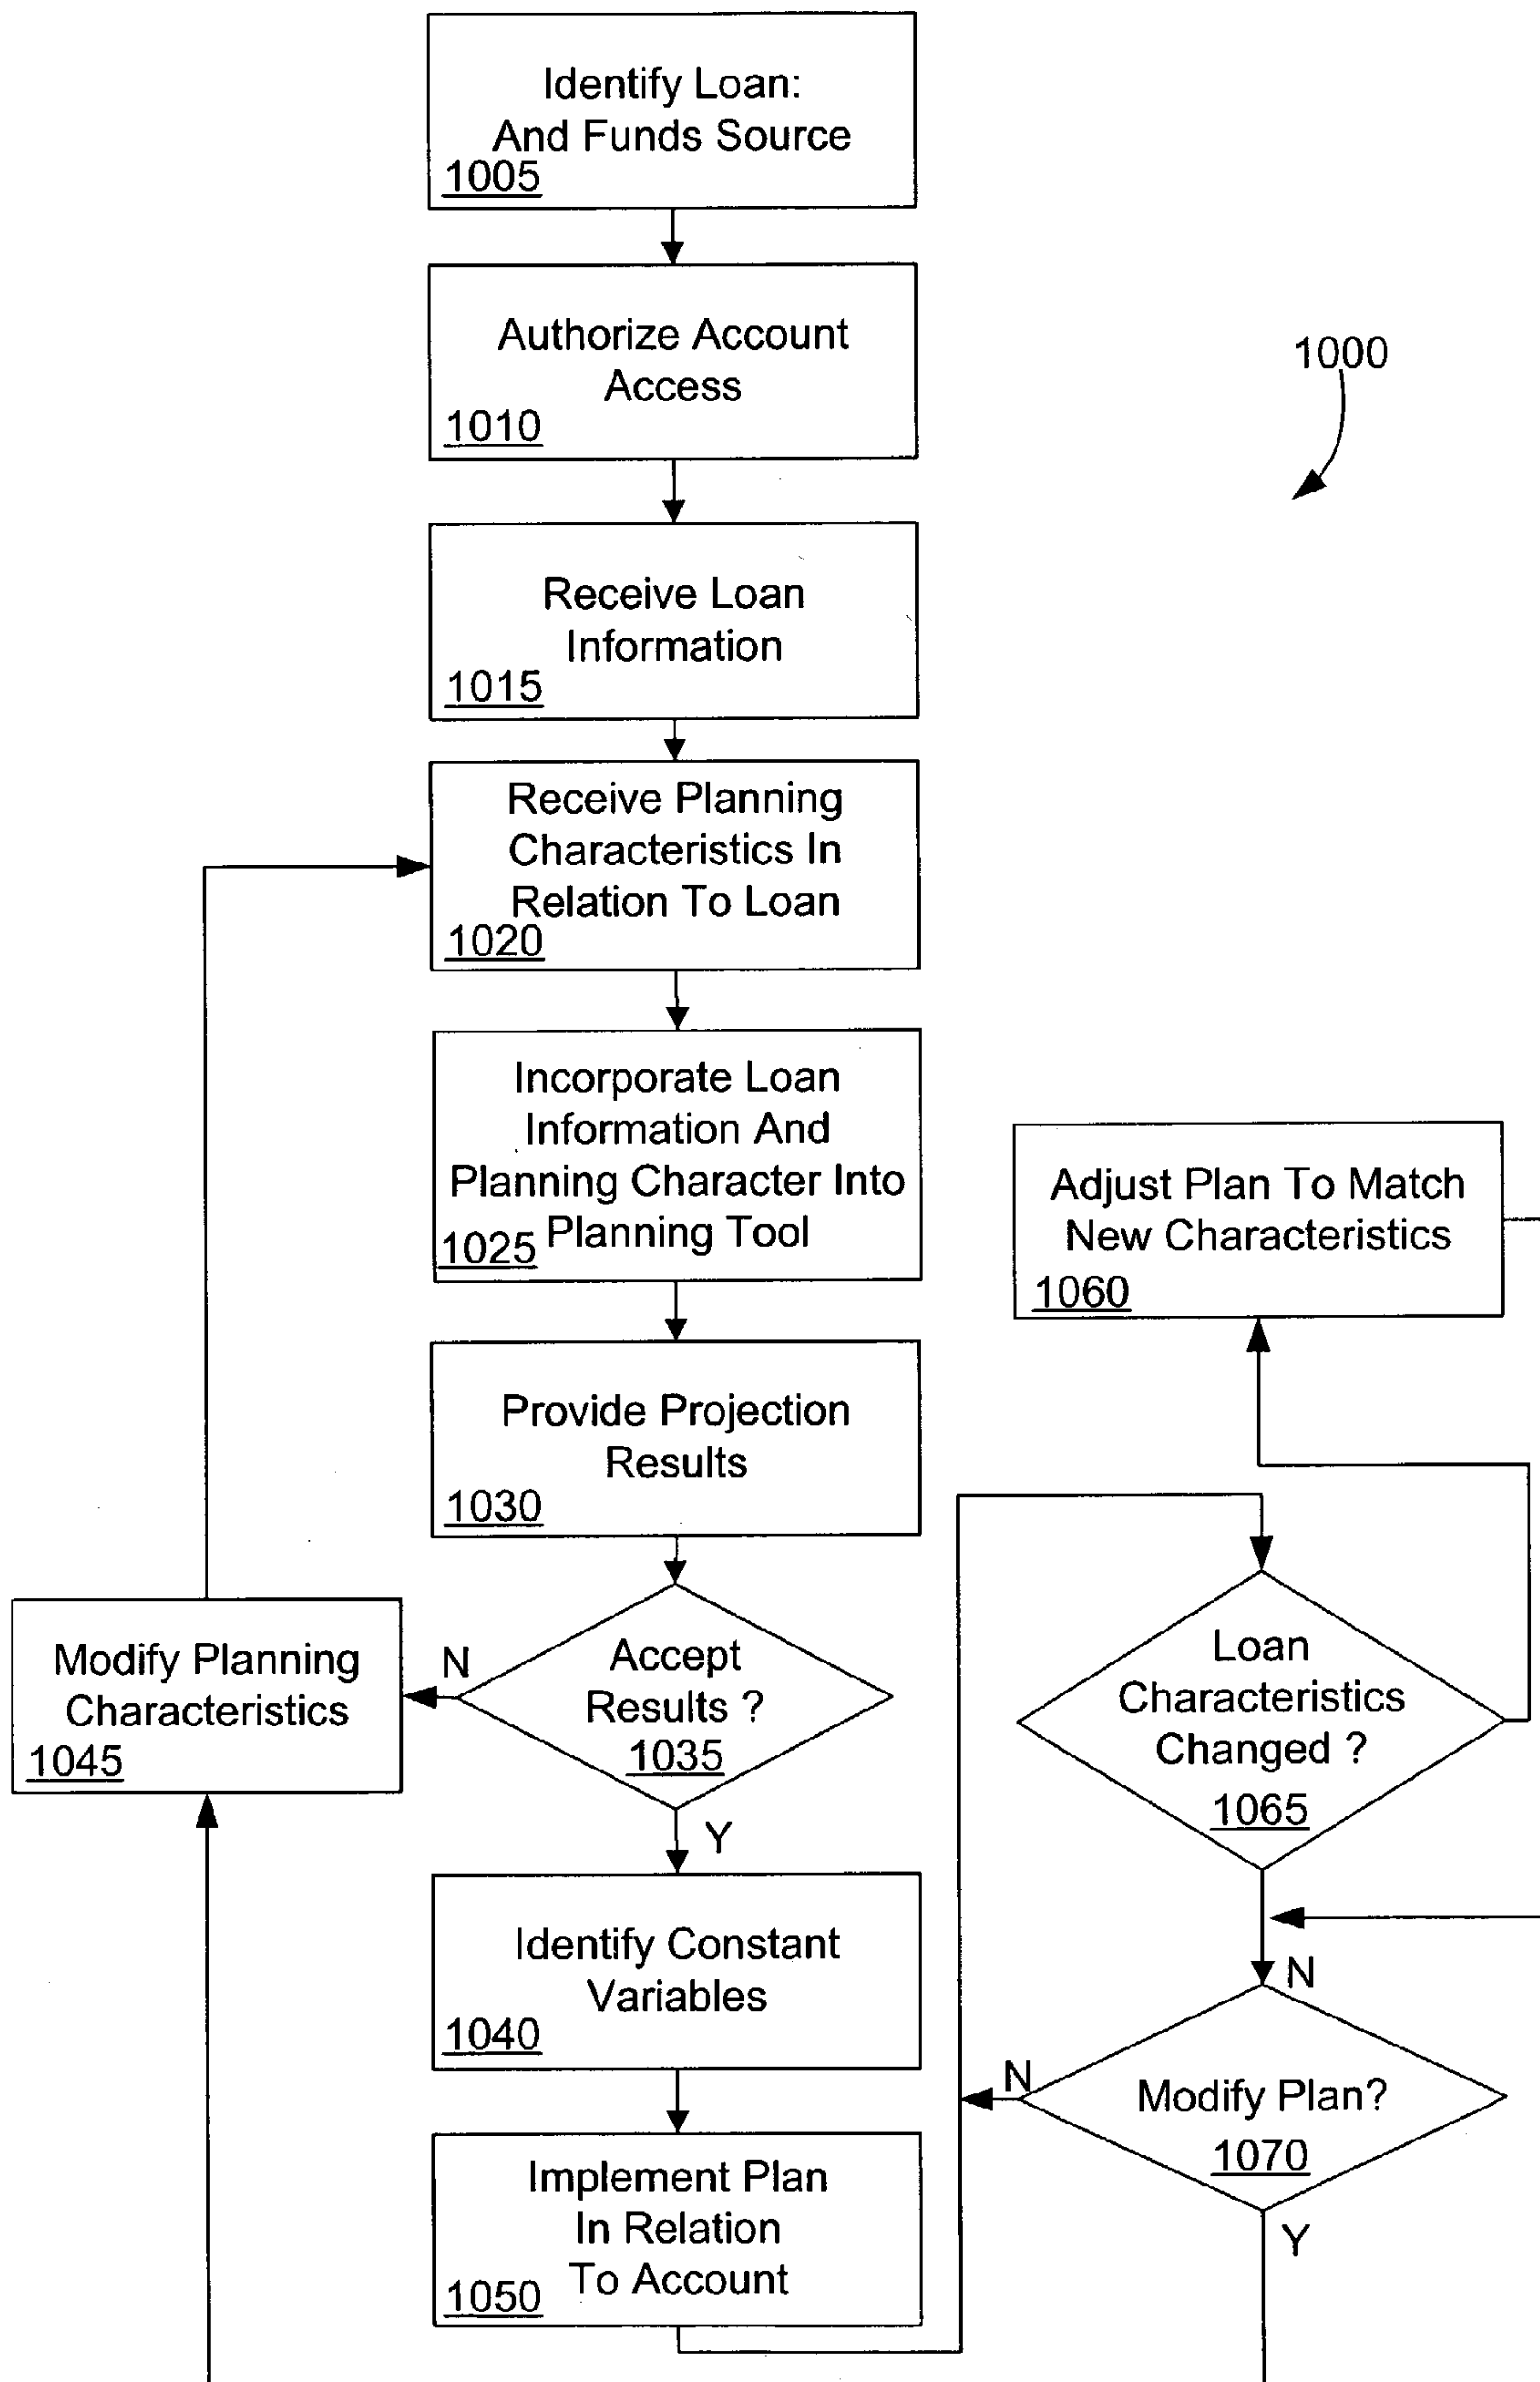 Identify Loan:
And Funds Source
1005
Authorize Account
Access
1010
1000
Receive Loan
Information
1015
Receive Planning
Characteristics In
Relation To Loan
1020
Incorporate Loan
Information And
Planning Character Into
Planning Tool
1025
Adjust Plan To Match
New Characteristics
1060
Provide Projection
Results
1030
Modify Planning
Characteristics
1045
N
Accept
Results ?
1035
Y
Loan
Characteristics
Changed ?
1065
N
Identify Constant
Variables
1040
N
Modify Plan?
1070
Y
Implement Plan
In Relation
To Account
1050